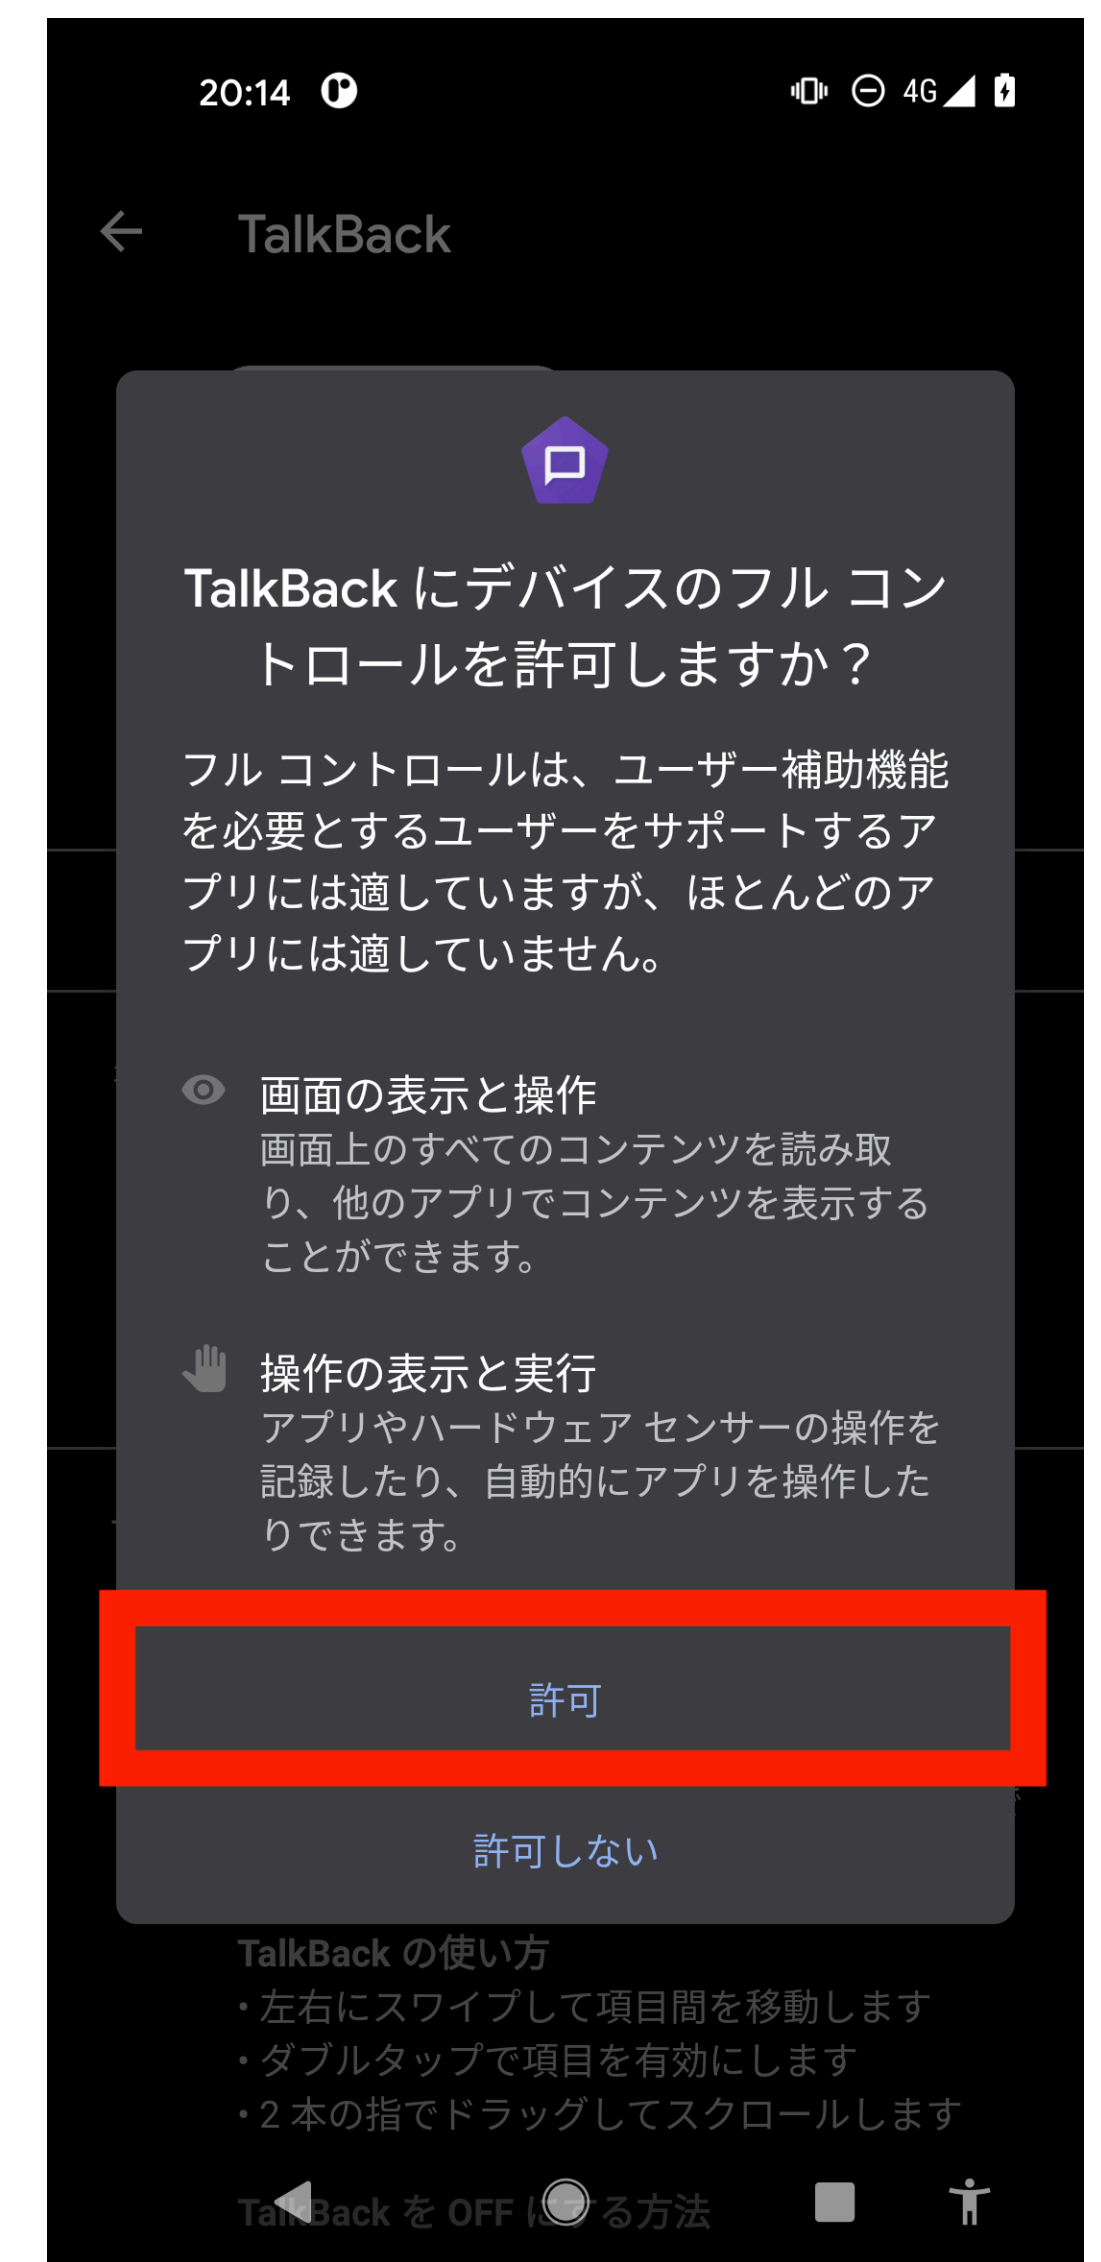 20:14
4G
TalkBack
TalkBack にデバイスのフル コン
トロールを許可しますか？
フル コントロールは、ユーザー補助機能
を必要とするユーザーをサポートするア
プリには適していますが、ほとんどのア
プリには適していません。
画面の表示と操作
画面上のすべてのコンテンツを読み取
り、他のアプリでコンテンツを表示する
ことができます。
操作の表示と実行
アプリやハードウェア センサーの操作を
記録したり、自動的にアプリを操作した
りできます。
許可
許可しない
TalkBack の使い方
• 左右にスワイプして項目間を移動します
• ダブルタップで項目を有効にします
• 2 本の指でドラッグしてスクロールします
TalkBack を OFF にする方法